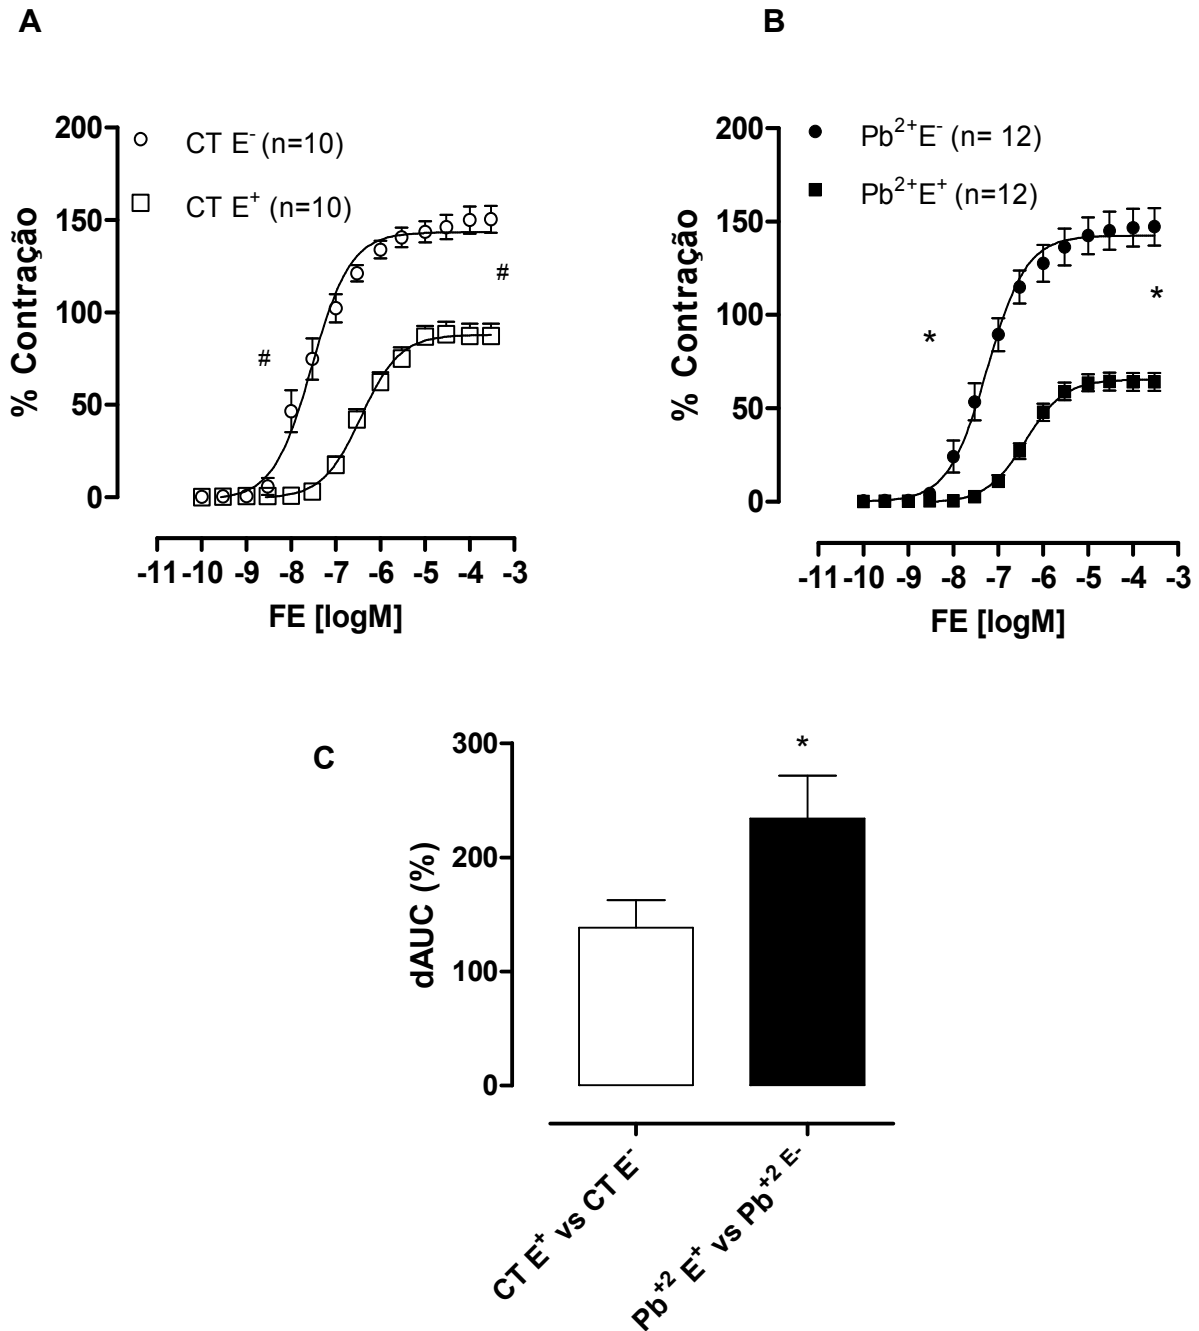 A
200
150
100
50
0
% Contração
CT E⁻ (n=10)
CT E⁺ (n=10)
#
#
-11 -10 -9 -8 -7 -6 -5 -4 -3
FE [logM]
B
200
150
100
50
0
% Contração
Pb²⁺E⁻ (n= 12)
Pb²⁺E⁺ (n=12)
*
*
-11 -10 -9 -8 -7 -6 -5 -4 -3
FE [logM]
C
300
200
100
0
dAUC (%)
*
CT E⁺ vs CT E⁻
Pb⁺² E⁺ vs Pb⁺² ᴱ⁻